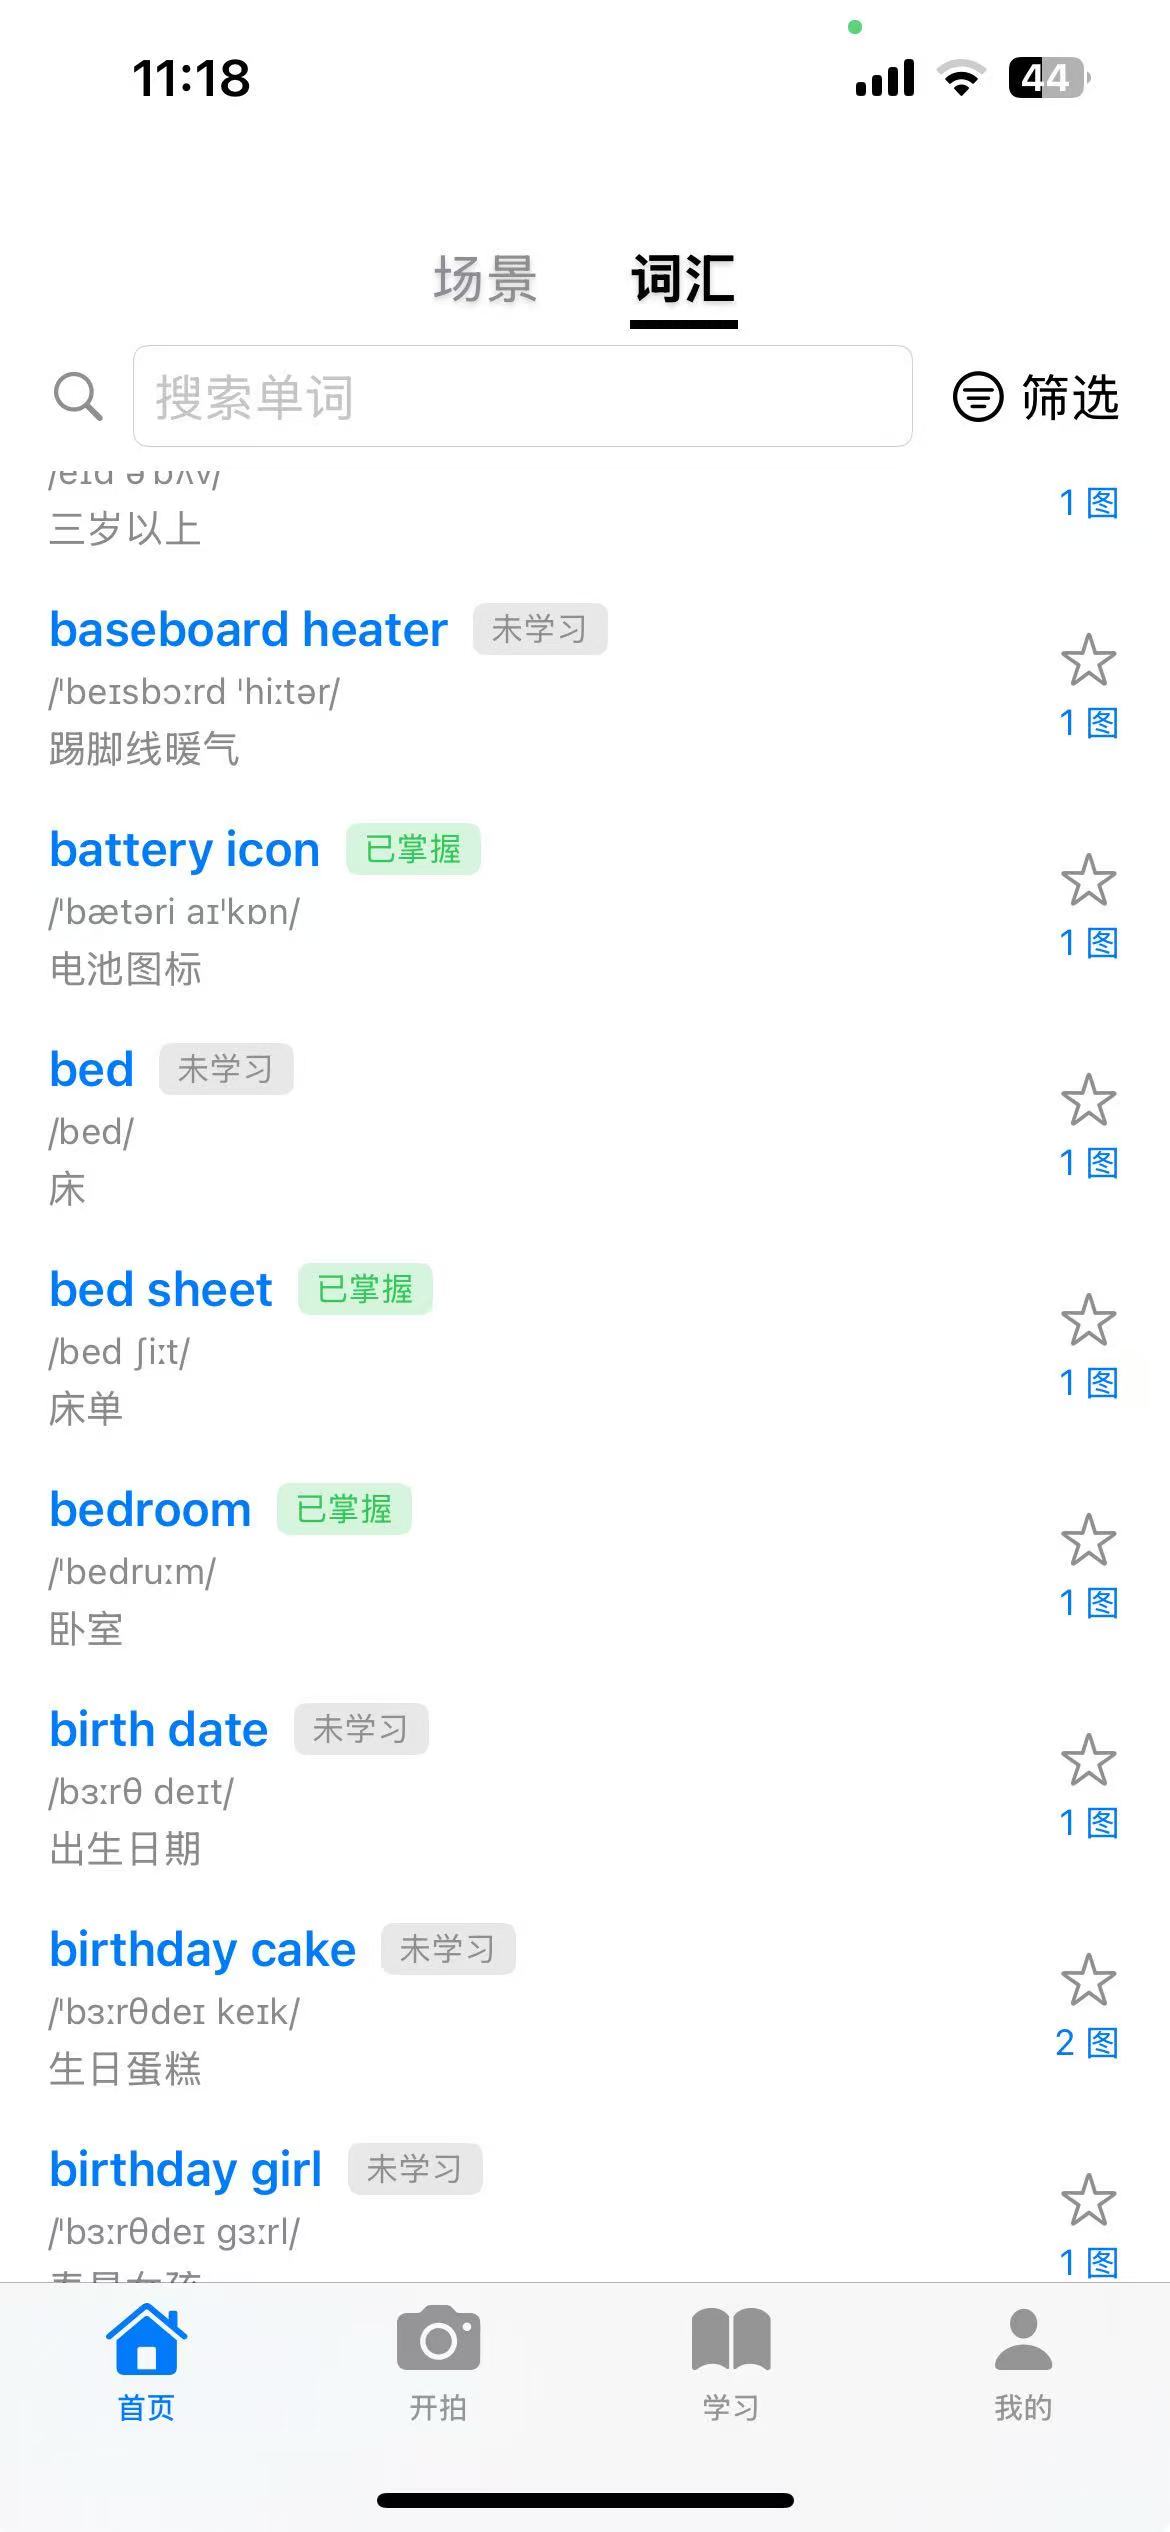 11:18
44
场景 词汇
搜索单词 筛选
1 图
三岁以上
baseboard heater 未学习
/ˈbeɪsbɔːrd ˈhiːtər/
1 图
踢脚线暖气
battery icon 已掌握
/ˈbætəri aɪˈkɒn/
1 图
电池图标
bed 未学习
/bed/
1 图
床
bed sheet 已掌握
/bed ʃiːt/
1 图
床单
bedroom 已掌握
/ˈbedruːm/
1 图
卧室
birth date 未学习
/bɜːrθ deɪt/
1 图
出生日期
birthday cake 未学习
/ˈbɜːrθdeɪ keɪk/
2 图
生日蛋糕
birthday girl 未学习
/ˈbɜːrθdeɪ gɜːrl/
1 图
首页 开拍 学习 我的